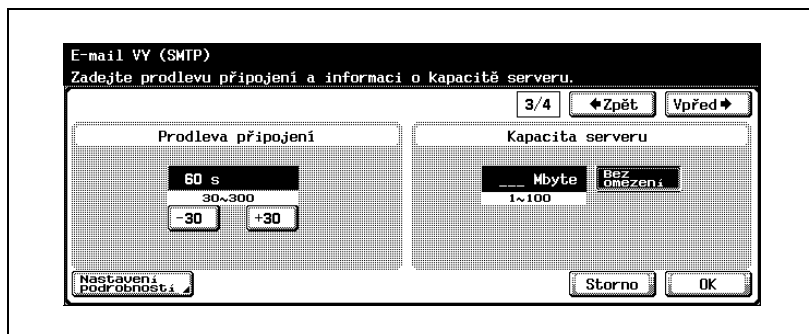 E-mail VY (SMTP)
Zadejte prodlevu připojení a informaci o kapacitě serveru.
3/4 ←Zpět Vpřed→
Prodleva připojení
60 s
30~300
-30 +30
Kapacita serveru
___ Mbyte
1~100
Bez
omezení
Nastavení
podrobností
Storno OK